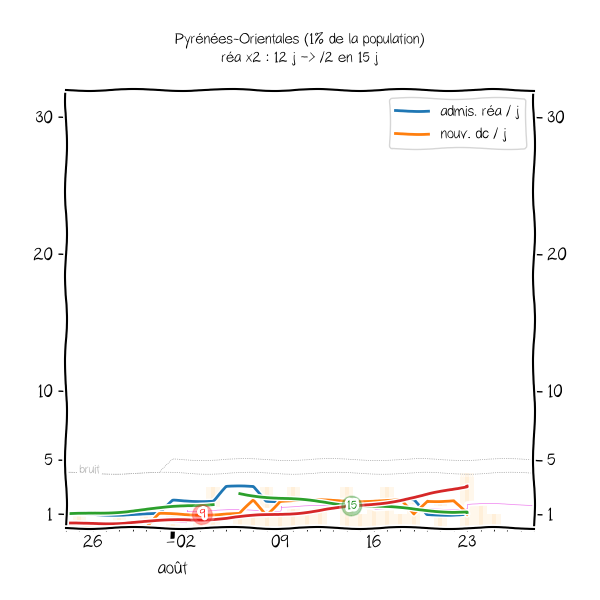 Pyrénées-Orientales (1% de la population)
réa x2 : 12 j -> /2 en 15 j
admis. réa / j
nouv. dc / j
30
30
20
20
10
10
5
5
bruit
1
1
9
15
26
02
09
16
23
août